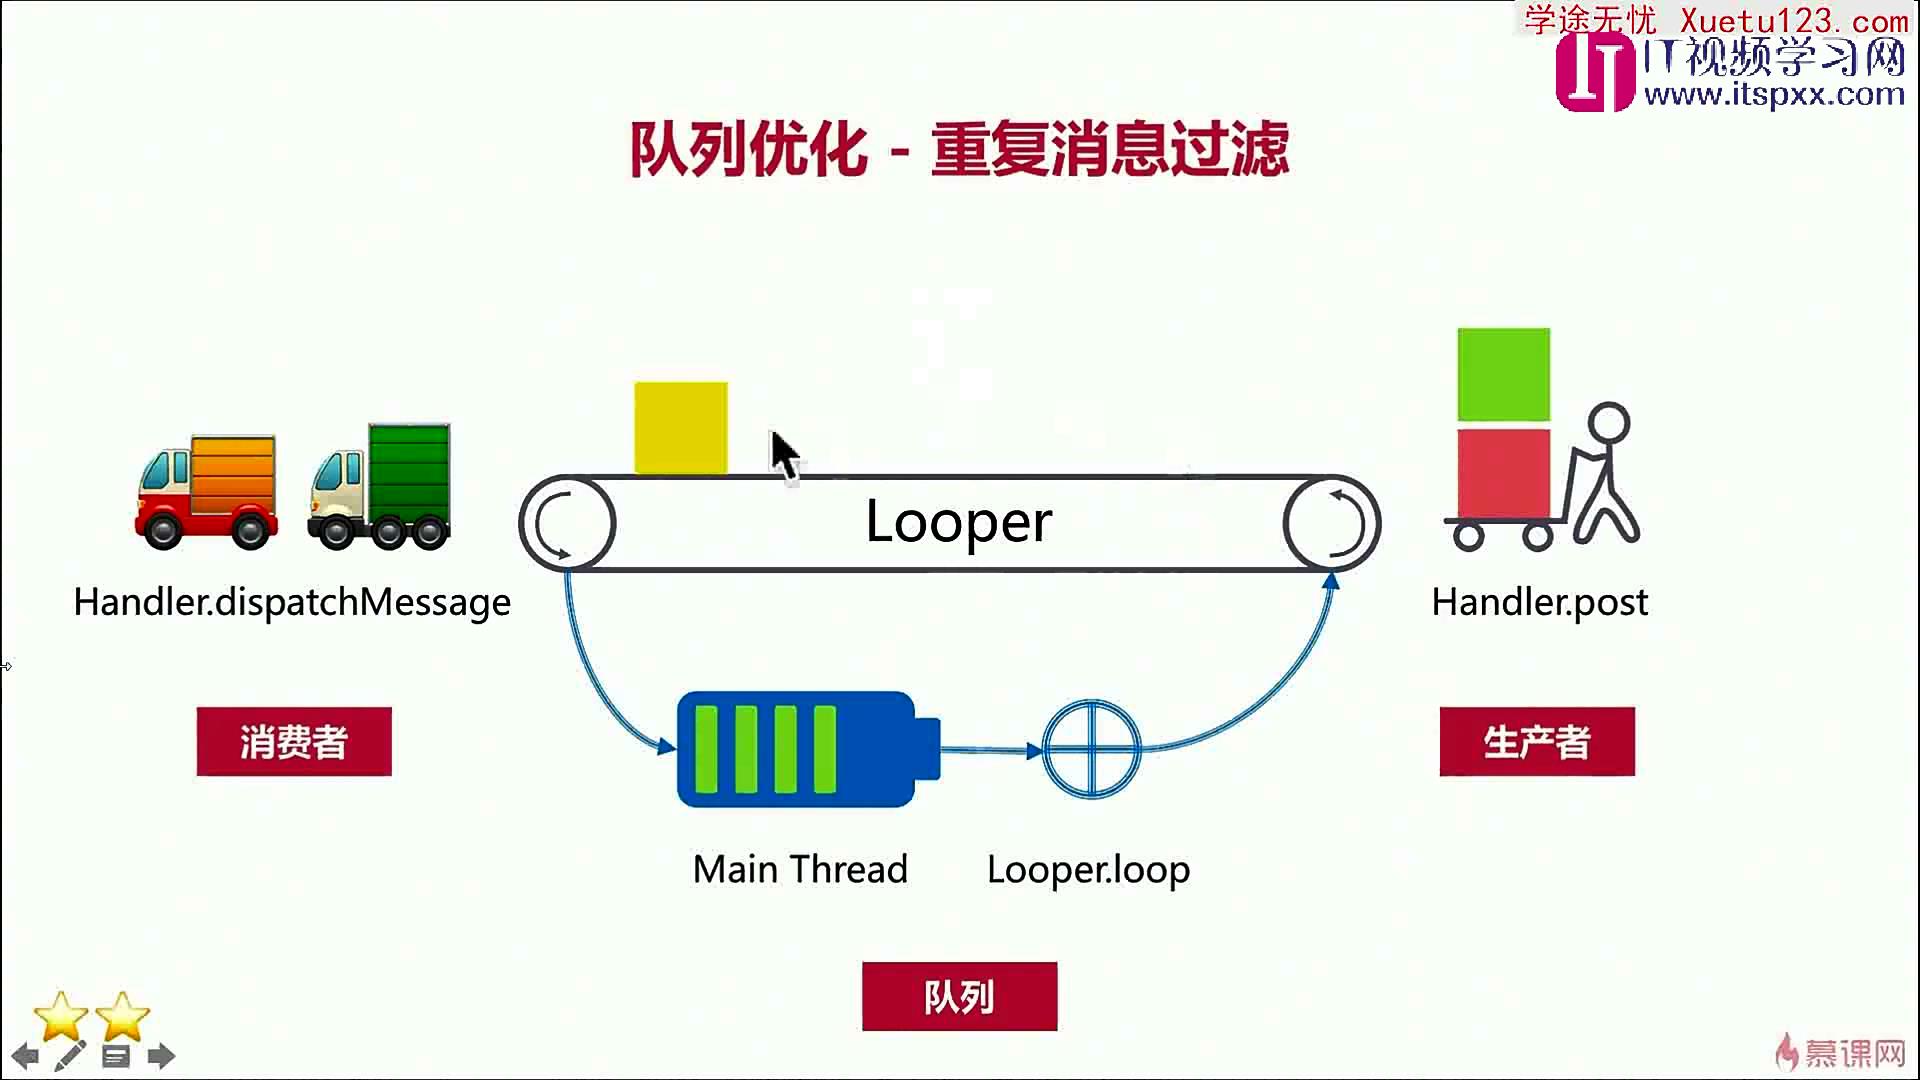 学途无忧 Xuetu123.com
IT视频学习网
www.itspxx.com
队列优化 - 重复消息过滤
Looper
Handler.dispatchMessage
Handler.post
消费者
生产者
Main Thread
Looper.loop
队列
慕课网